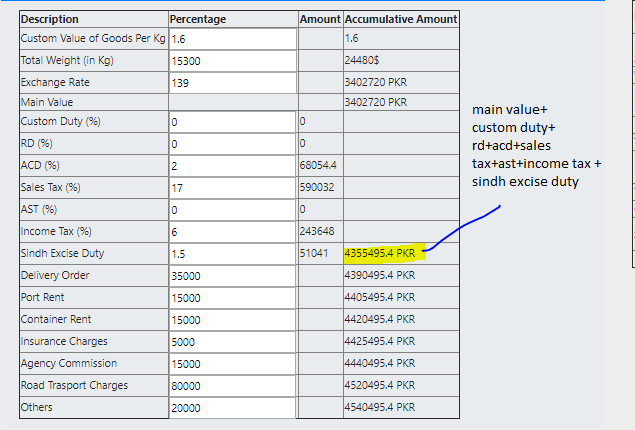 Description Percentage Amount Accumulative Amount
Custom Value of Goods Per Kg 1.6 1.6
Total Weight (in Kg) 15300 24480$
Exchange Rate 139 3402720 PKR
Main Value 3402720 PKR
Custom Duty (%) 0 0
RD (%) 0 0
ACD (%) 2 68054.4
Sales Tax (%) 17 590032
AST (%) 0 0
Income Tax (%) 6 243648
Sindh Excise Duty 1.5 51041 4355495.4 PKR
Delivery Order 35000 4390495.4 PKR
Port Rent 15000 4405495.4 PKR
Container Rent 15000 4420495.4 PKR
Insurance Charges 5000 4425495.4 PKR
Agency Commission 15000 4440495.4 PKR
Road Trasport Charges 80000 4520495.4 PKR
Others 20000 4540495.4 PKR
main value+
custom duty+
rd+acd+sales
tax+ast+income tax +
sindh excise duty